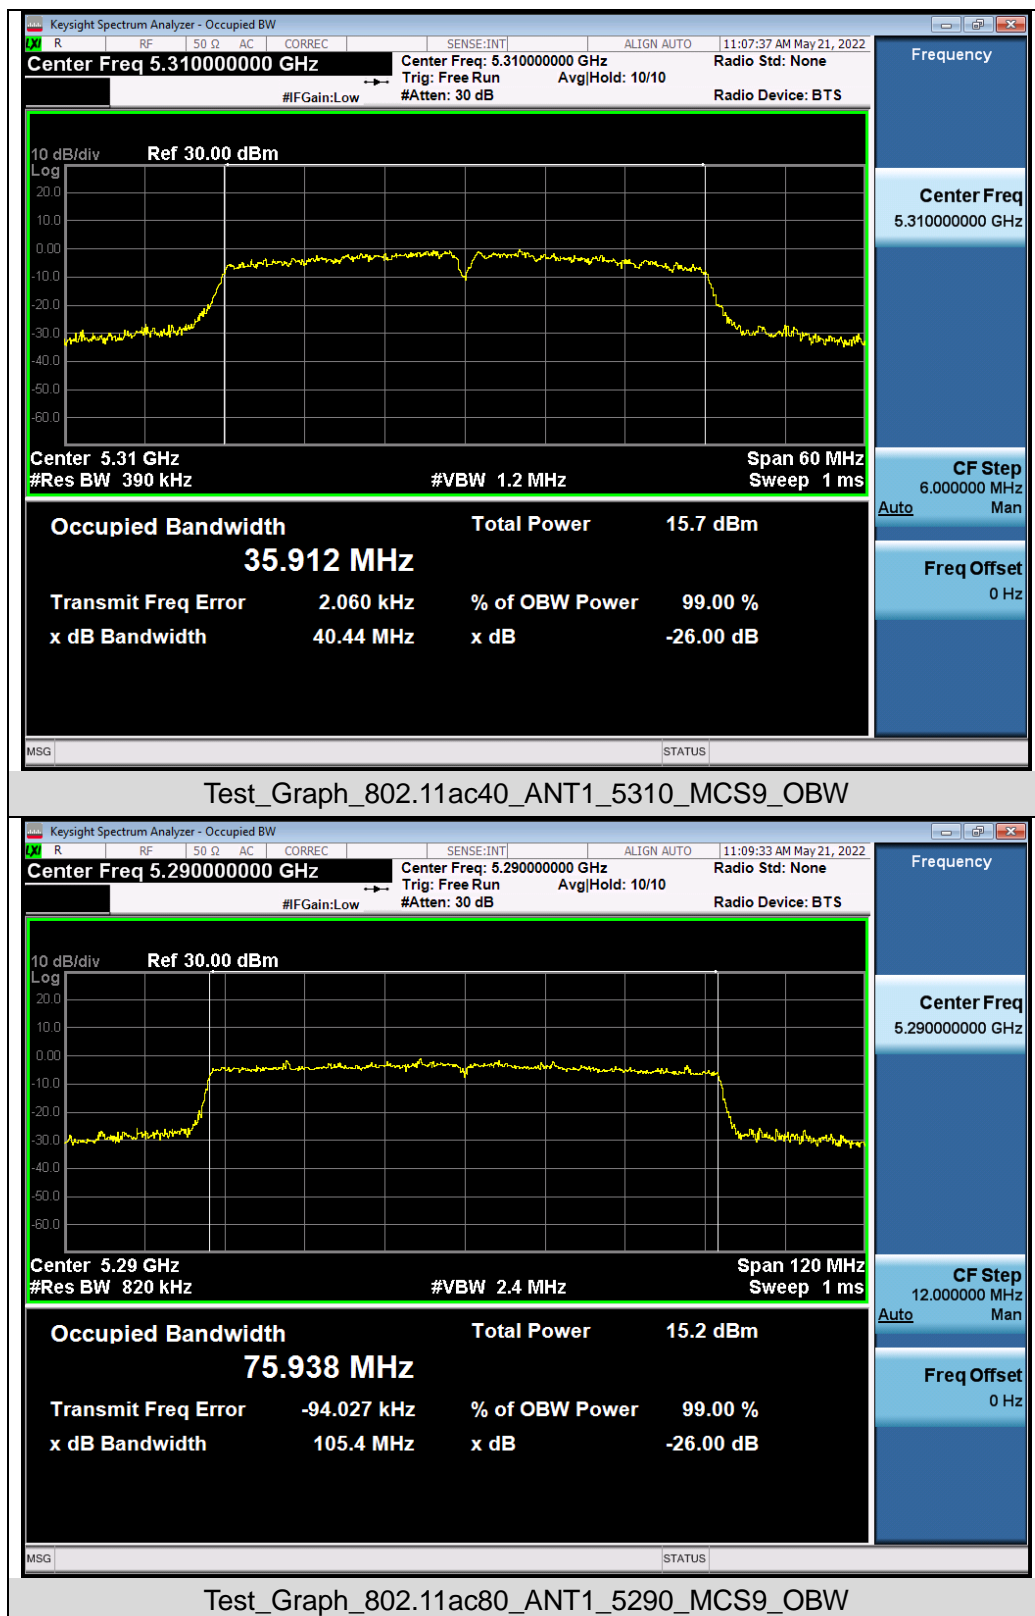 Keysight Spectrum Analyzer - Occupied BW
LXI R RF 50 Ω AC CORREC SENSE:INT ALIGN AUTO 11:07:37 AM May 21, 2022
Center Freq 5.310000000 GHz
Center Freq: 5.310000000 GHz
Radio Std: None
Trig: Free Run Avg|Hold: 10/10
#IFGain:Low
#Atten: 30 dB
Radio Device: BTS
Frequency
10 dB/div Ref 30.00 dBm
Log
20.0
10.0
0.00
-10.0
-20.0
-30.0
-40.0
-50.0
-60.0
Center Freq
5.310000000 GHz
Center 5.31 GHz Span 60 MHz
#Res BW 390 kHz #VBW 1.2 MHz Sweep 1 ms
CF Step
6.000000 MHz
Auto Man
Occupied Bandwidth Total Power 15.7 dBm
35.912 MHz
Transmit Freq Error 2.060 kHz % of OBW Power 99.00 %
x dB Bandwidth 40.44 MHz x dB -26.00 dB
Freq Offset
0 Hz
MSG STATUS
Test_Graph_802.11ac40_ANT1_5310_MCS9_OBW
Keysight Spectrum Analyzer - Occupied BW
LXI R RF 50 Ω AC CORREC SENSE:INT ALIGN AUTO 11:09:33 AM May 21, 2022
Center Freq 5.290000000 GHz
Center Freq: 5.290000000 GHz
Radio Std: None
Trig: Free Run Avg|Hold: 10/10
#IFGain:Low
#Atten: 30 dB
Radio Device: BTS
Frequency
10 dB/div Ref 30.00 dBm
Log
20.0
10.0
0.00
-10.0
-20.0
-30.0
-40.0
-50.0
-60.0
Center Freq
5.290000000 GHz
Center 5.29 GHz Span 120 MHz
#Res BW 820 kHz #VBW 2.4 MHz Sweep 1 ms
CF Step
12.000000 MHz
Auto Man
Occupied Bandwidth Total Power 15.2 dBm
75.938 MHz
Transmit Freq Error -94.027 kHz % of OBW Power 99.00 %
x dB Bandwidth 105.4 MHz x dB -26.00 dB
Freq Offset
0 Hz
MSG STATUS
Test_Graph_802.11ac80_ANT1_5290_MCS9_OBW